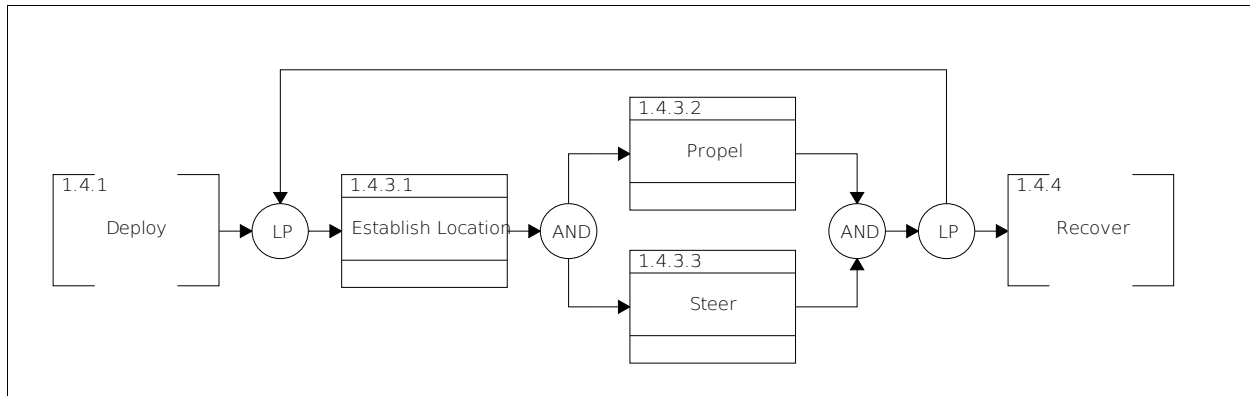 1.4.1
Deploy
LP
1.4.3.1
Establish Location
AND
1.4.3.2
Propel
1.4.3.3
Steer
AND
LP
1.4.4
Recover